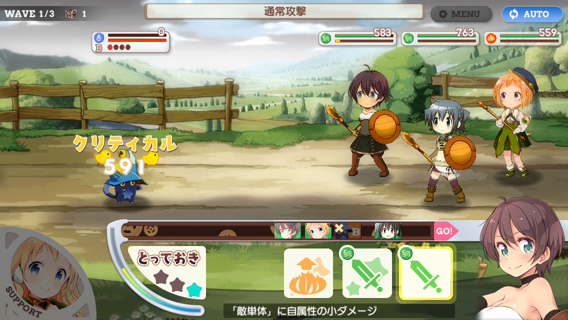 WAVE 1/3 1
通常攻撃
MENU
AUTO
0
583
763
559
クリティカル
591
GO!
とっておき
SUPPORT
「敵単体」に自属性の小ダメージ